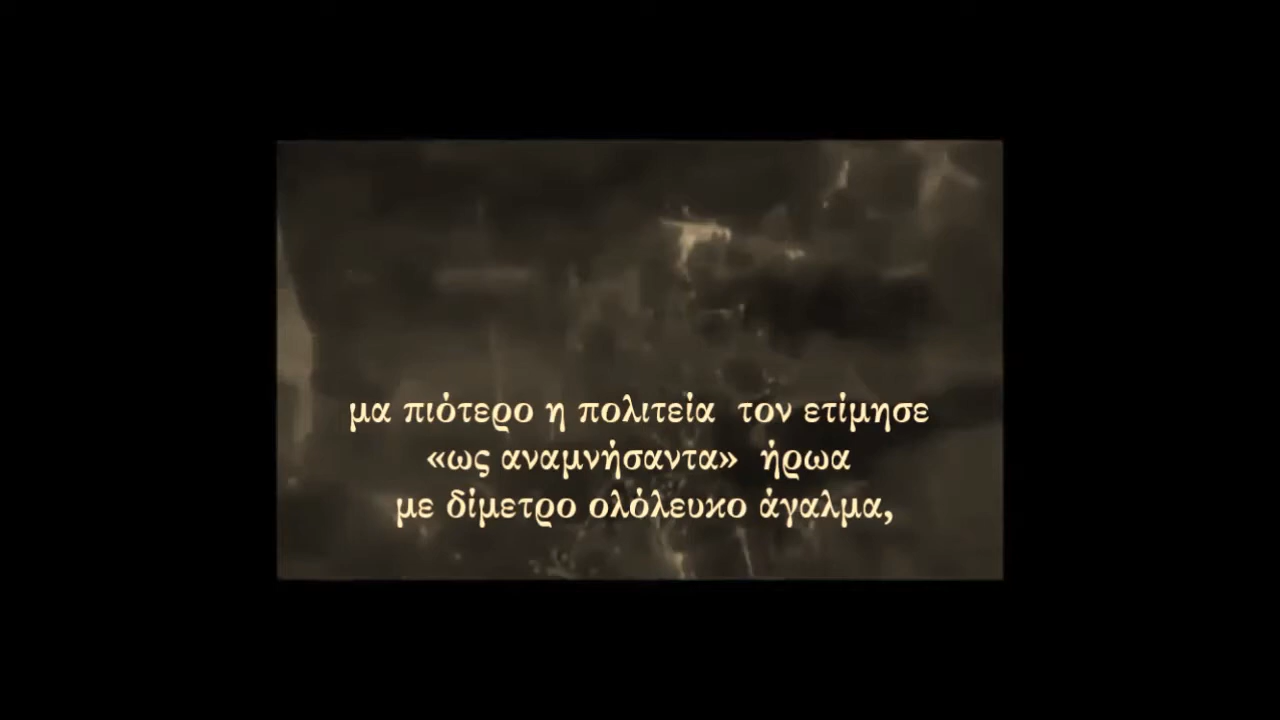 μα πιότερο η πολιτεία τον ετίμησε
«ως αναμνήσαντα» ήρωα
με δίμετρο ολόλευκο άγαλμα,